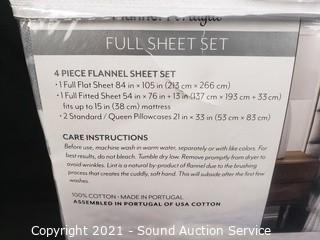 Flannel Portugal
FULL SHEET SET
4 PIECE FLANNEL SHEET SET
• 1 Full Flat Sheet 84 in x 105 in (213 cm x 266 cm)
• 1 Full Fitted Sheet 54 in x 76 in + 13 in (137 cm x 193 cm + 33 cm)
fits up to 15 in (38 cm) mattress
• 2 Standard / Queen Pillowcases 21 in x 33 in (53 cm x 83 cm)
CARE INSTRUCTIONS
Before use, machine wash in warm water, separately or with like colors. For
best results, do not bleach. Tumble dry low. Remove promptly from dryer to
avoid wrinkles. Lint is a natural product of flannel due to the brushing
process that creates the cuddly, soft hand. This will subside after the first few
washes.
100% COTTON • MADE IN PORTUGAL
ASSEMBLED IN PORTUGAL OF USA COTTON
Copyright 2021 - AuctionOhio.com